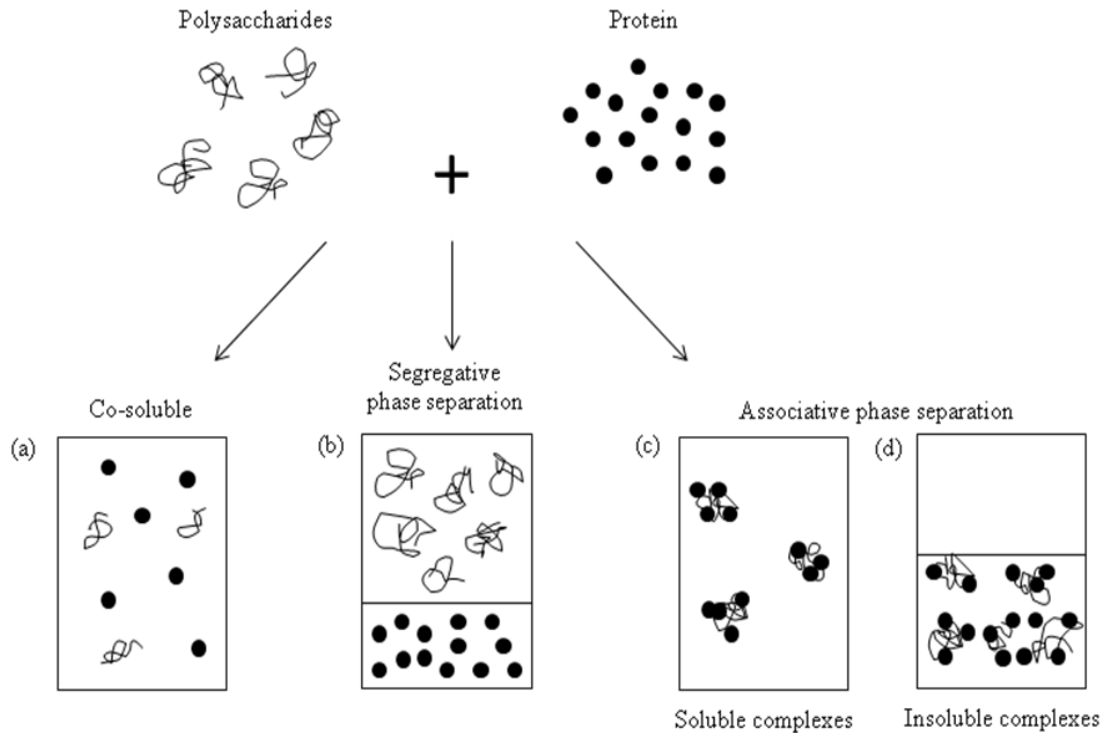 Polysaccharides
Protein
+
Co-soluble
Segregative
phase separation
Associative phase separation
(a)
(b)
(c)
(d)
Soluble complexes
Insoluble complexes